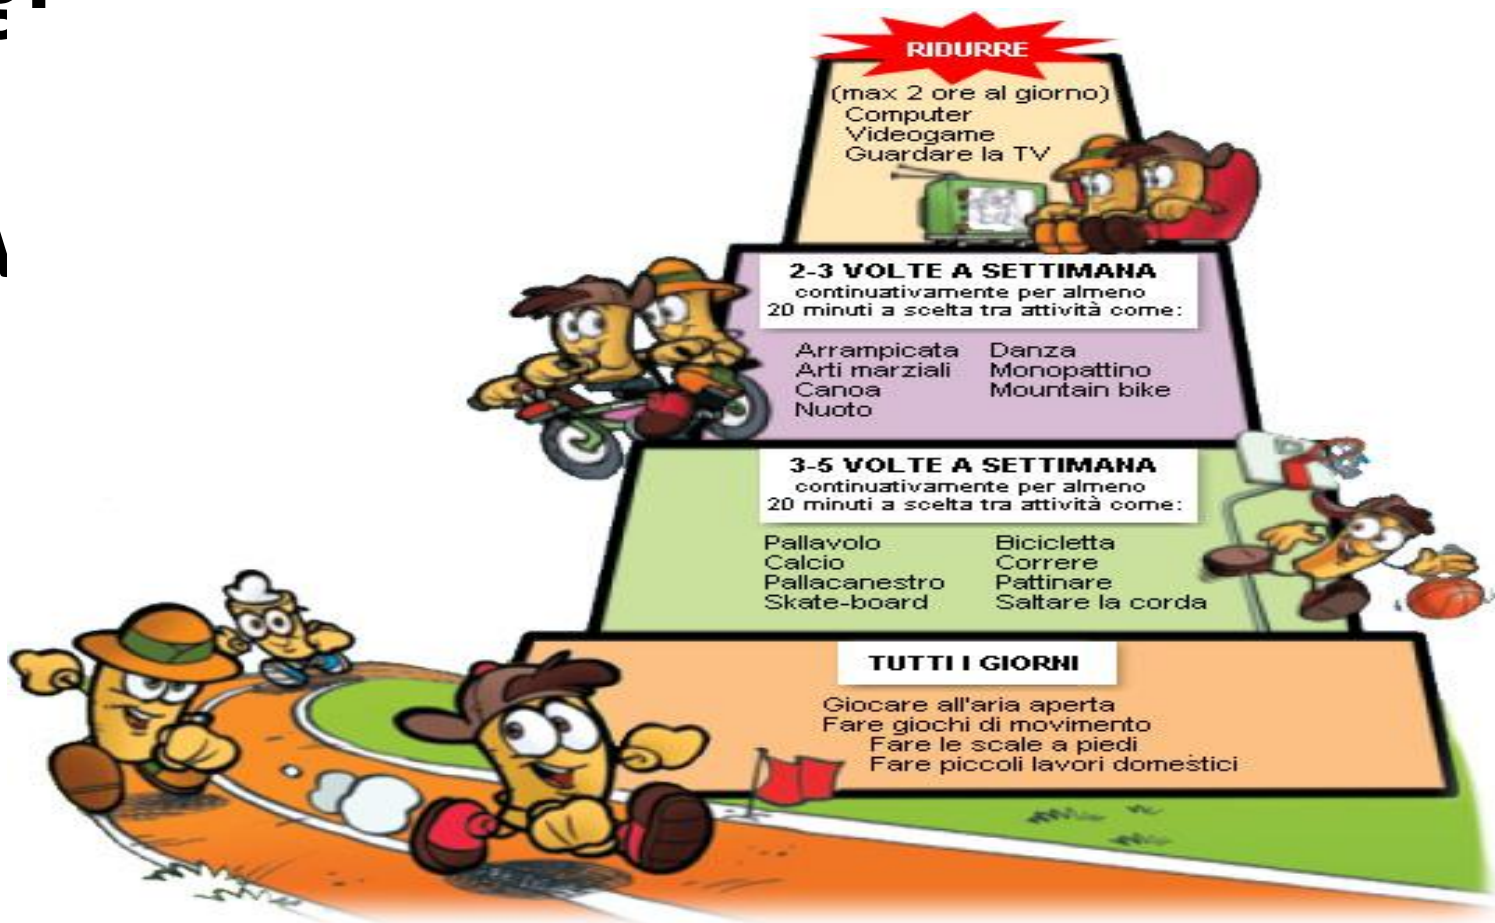 RIDURRE
(max 2 ore al giorno)
Computer
Videogame
Guardare la TV
2-3 VOLTE A SETTIMANA
continuativamente per almeno
20 minuti a scelta tra attività come:
Arrampicata Danza
Arti marziali Monopattino
Canoa Mountain bike
Nuoto
3-5 VOLTE A SETTIMANA
continuativamente per almeno
20 minuti a scelta tra attività come:
Pallavolo Bicicletta
Calcio Correre
Pallacanestro Pattinare
Skate-board Saltare la corda
TUTTI I GIORNI
Giocare all'aria aperta
Fare giochi di movimento
Fare le scale a piedi
Fare piccoli lavori domestici